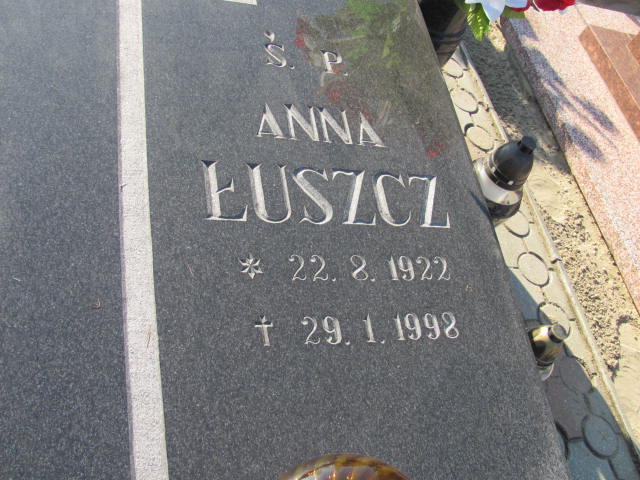 Ś. P.
ANNA
ŁUSZCZ
* 22. 8. 1922
† 29. 1. 1998